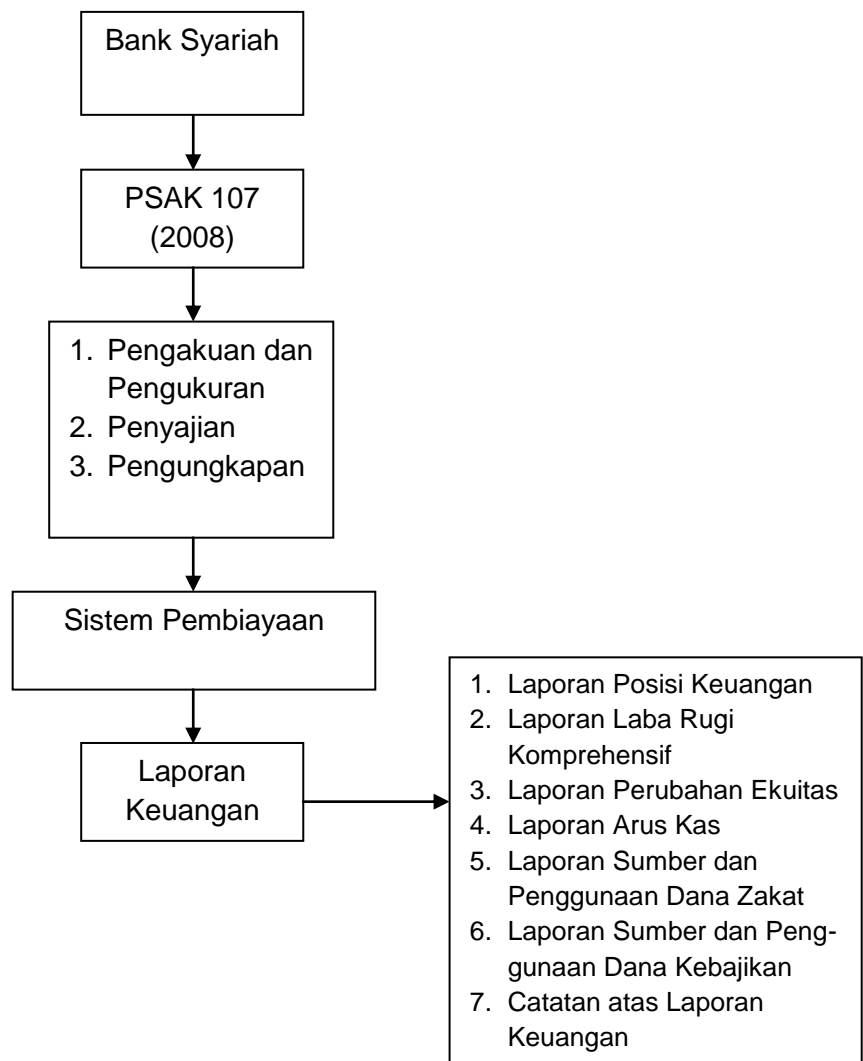 Bank Syariah
PSAK 107
(2008)
1. Pengakuan dan
Pengukuran
2. Penyajian
3. Pengungkapan
Sistem Pembiayaan
Laporan
Keuangan
1. Laporan Posisi Keuangan
2. Laporan Laba Rugi
Komprehensif
3. Laporan Perubahan Ekuitas
4. Laporan Arus Kas
5. Laporan Sumber dan
Penggunaan Dana Zakat
6. Laporan Sumber dan Peng-
gunaan Dana Kebajikan
7. Catatan atas Laporan
Keuangan